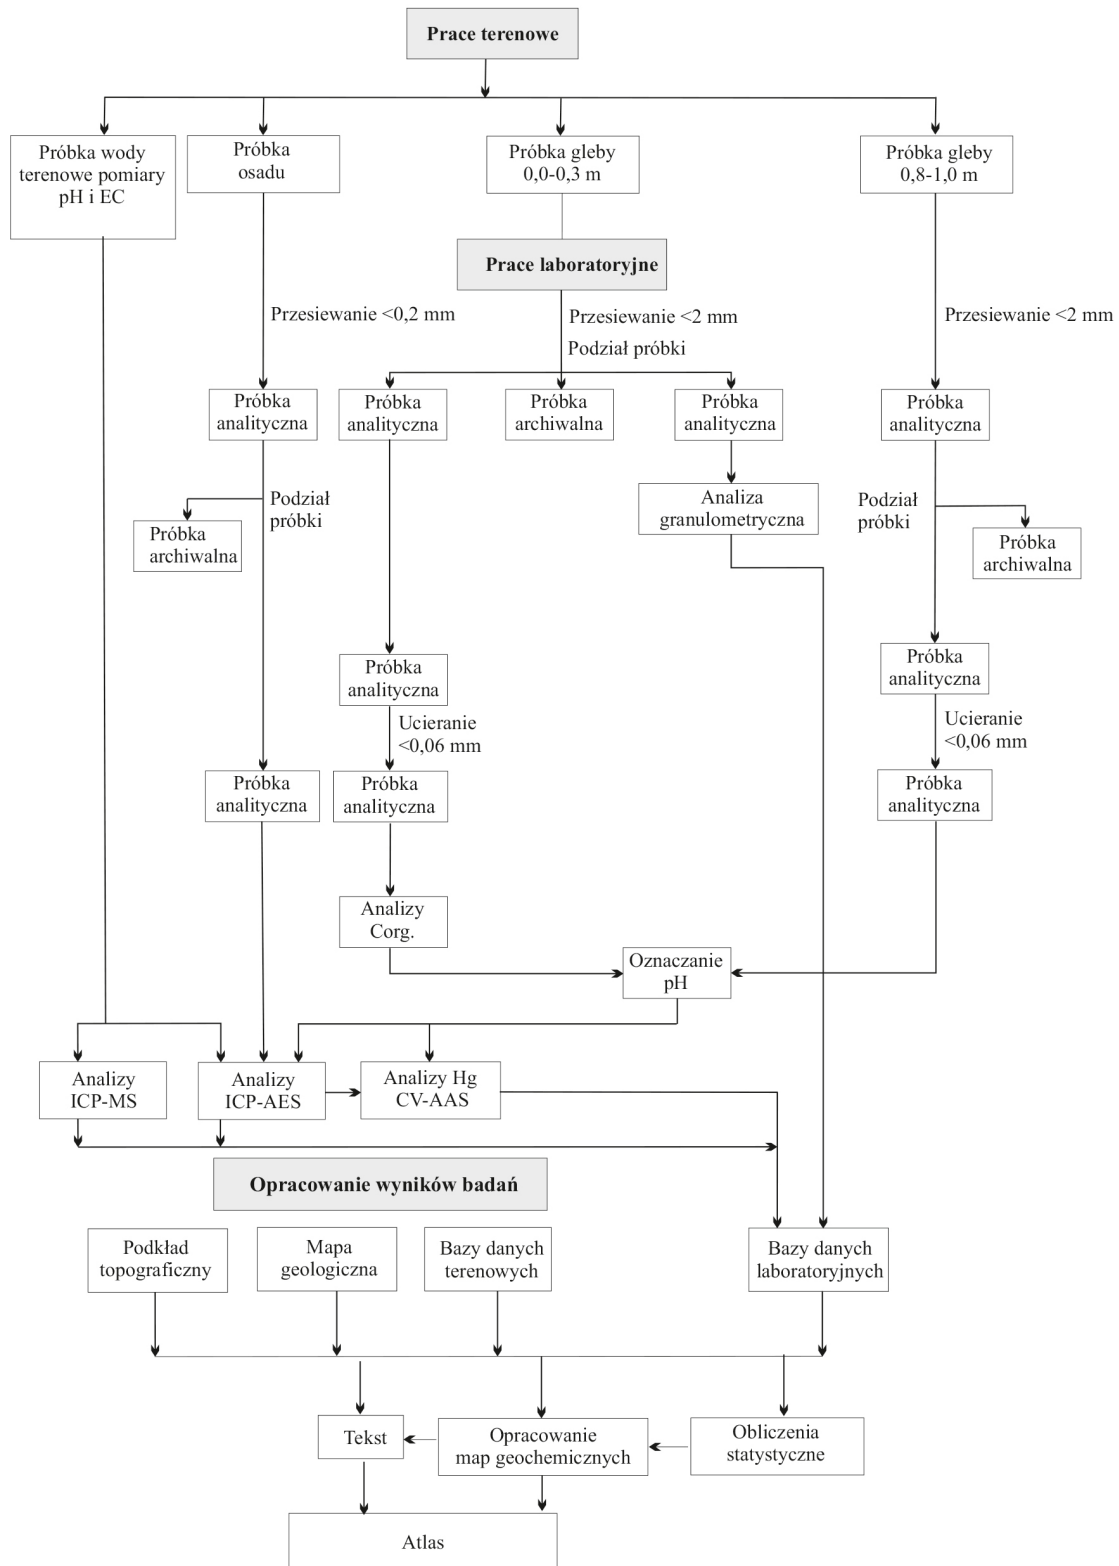 Prace terenowe
Próbka wody
terenowe pomiary
pH i EC
Próbka
osadu
Próbka gleby
0,0-0,3 m
Próbka gleby
0,8-1,0 m
Prace laboratoryjne
Przesiewanie <0,2 mm
Przesiewanie <2 mm
Podział próbki
Przesiewanie <2 mm
Próbka
analityczna
Próbka
analityczna
Próbka
archiwalna
Próbka
analityczna
Próbka
analityczna
Podział
próbki
Próbka
archiwalna
Analiza
granulometryczna
Podział
próbki
Próbka
archiwalna
Próbka
analityczna
Próbka
analityczna
Ucieranie
<0,06 mm
Ucieranie
<0,06 mm
Próbka
analityczna
Próbka
analityczna
Próbka
analityczna
Analizy
Corg.
Oznaczanie
pH
Analizy
ICP-MS
Analizy
ICP-AES
Analizy Hg
CV-AAS
Opracowanie wyników badań
Podkład
topograficzny
Mapa
geologiczna
Bazy danych
terenowych
Bazy danych
laboratoryjnych
Tekst
Opracowanie
map geochemicznych
Obliczenia
statystyczne
Atlas